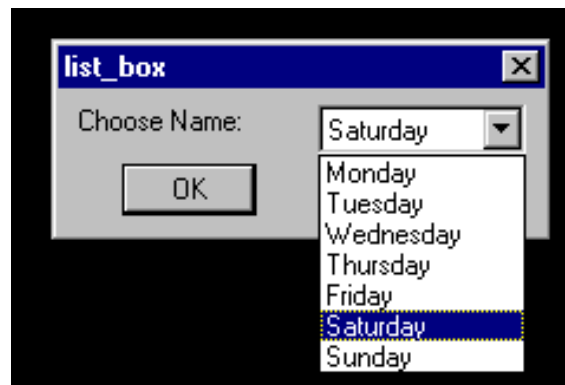 list_box
Choose Name:
Saturday
OK
Monday
Tuesday
Wednesday
Thursday
Friday
Saturday
Sunday